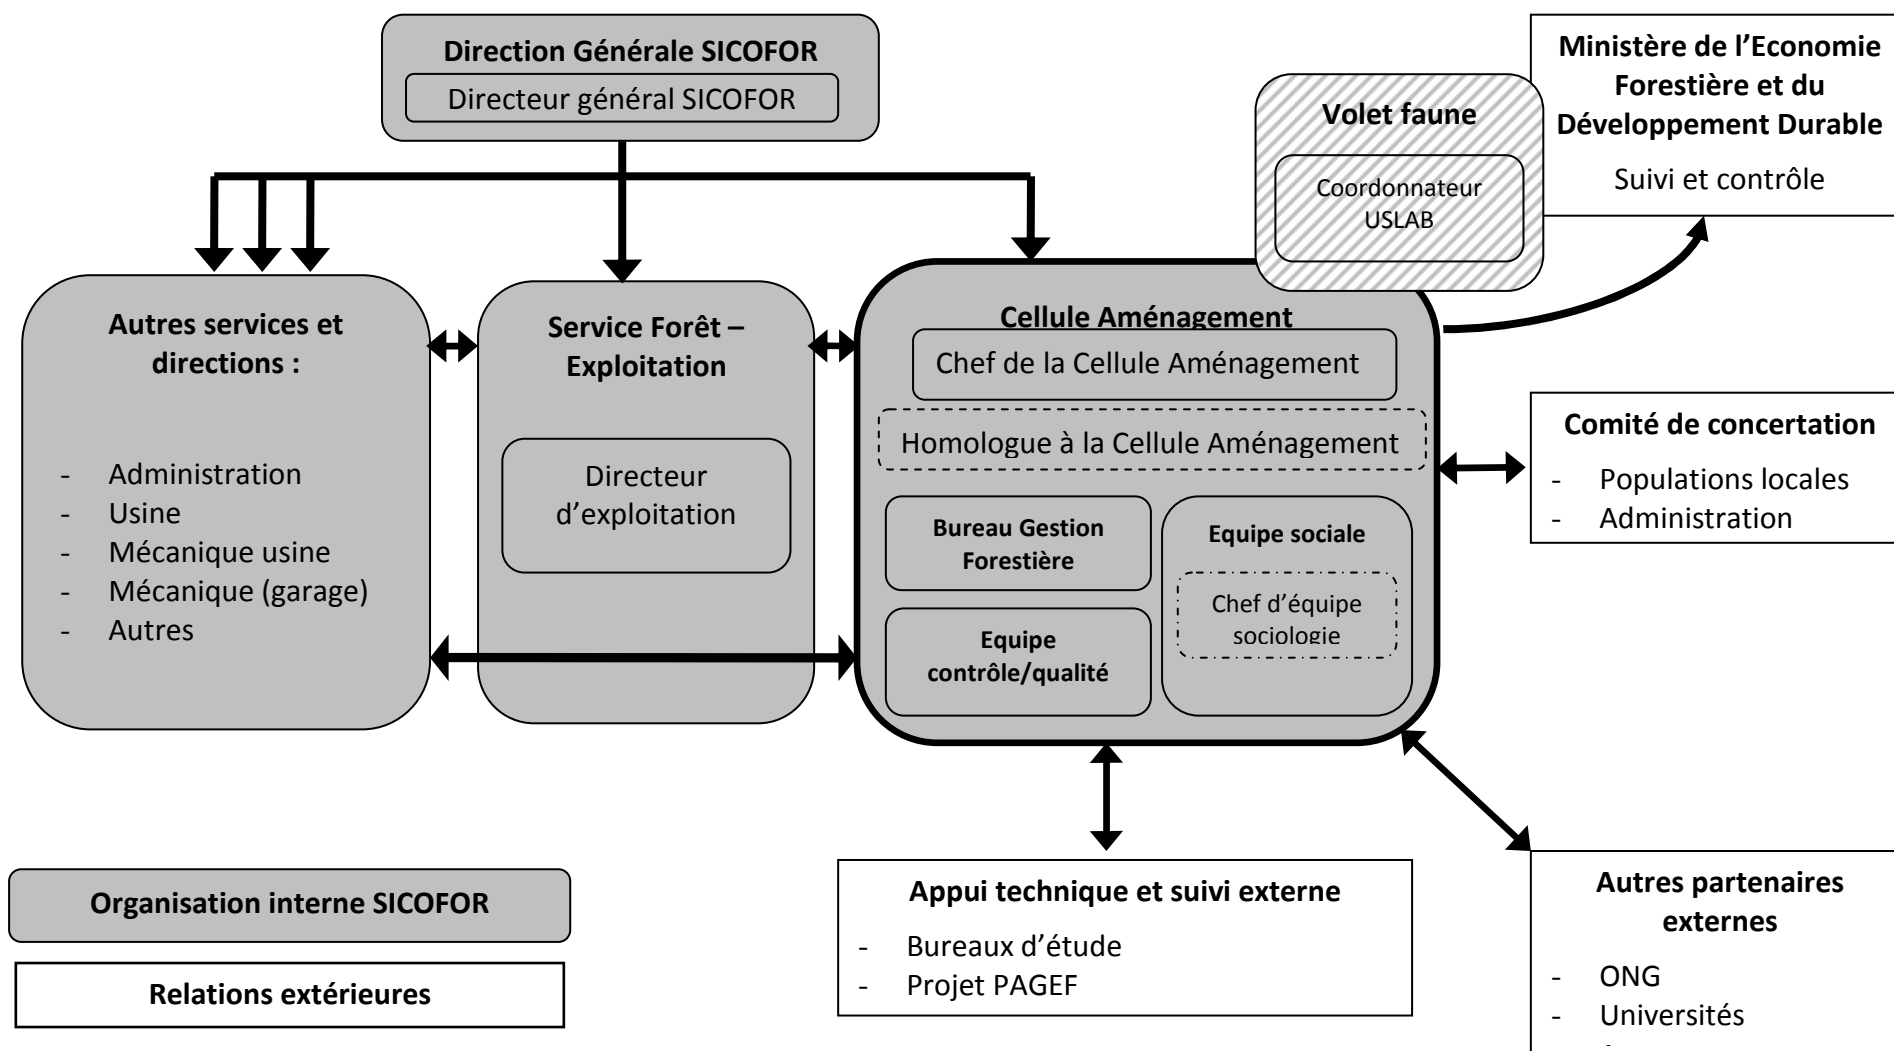 Direction Générale SICOFOR
Directeur général SICOFOR
Ministère de l’Economie
Forestière et du
Développement Durable
Suivi et contrôle
Volet faune
Coordonnateur
USLAB
Autres services et
directions :
- Administration
- Usine
- Mécanique usine
- Mécanique (garage)
- Autres
Service Forêt –
Exploitation
Directeur
d’exploitation
Cellule Aménagement
Chef de la Cellule Aménagement
Homologue à la Cellule Aménagement
Bureau Gestion
Forestière
Equipe
contrôle/qualité
Equipe sociale
Chef d’équipe
sociologie
Comité de concertation
- Populations locales
- Administration
Appui technique et suivi externe
- Bureaux d’étude
- Projet PAGEF
Autres partenaires
externes
- ONG
- Universités
Organisation interne SICOFOR
Relations extérieures